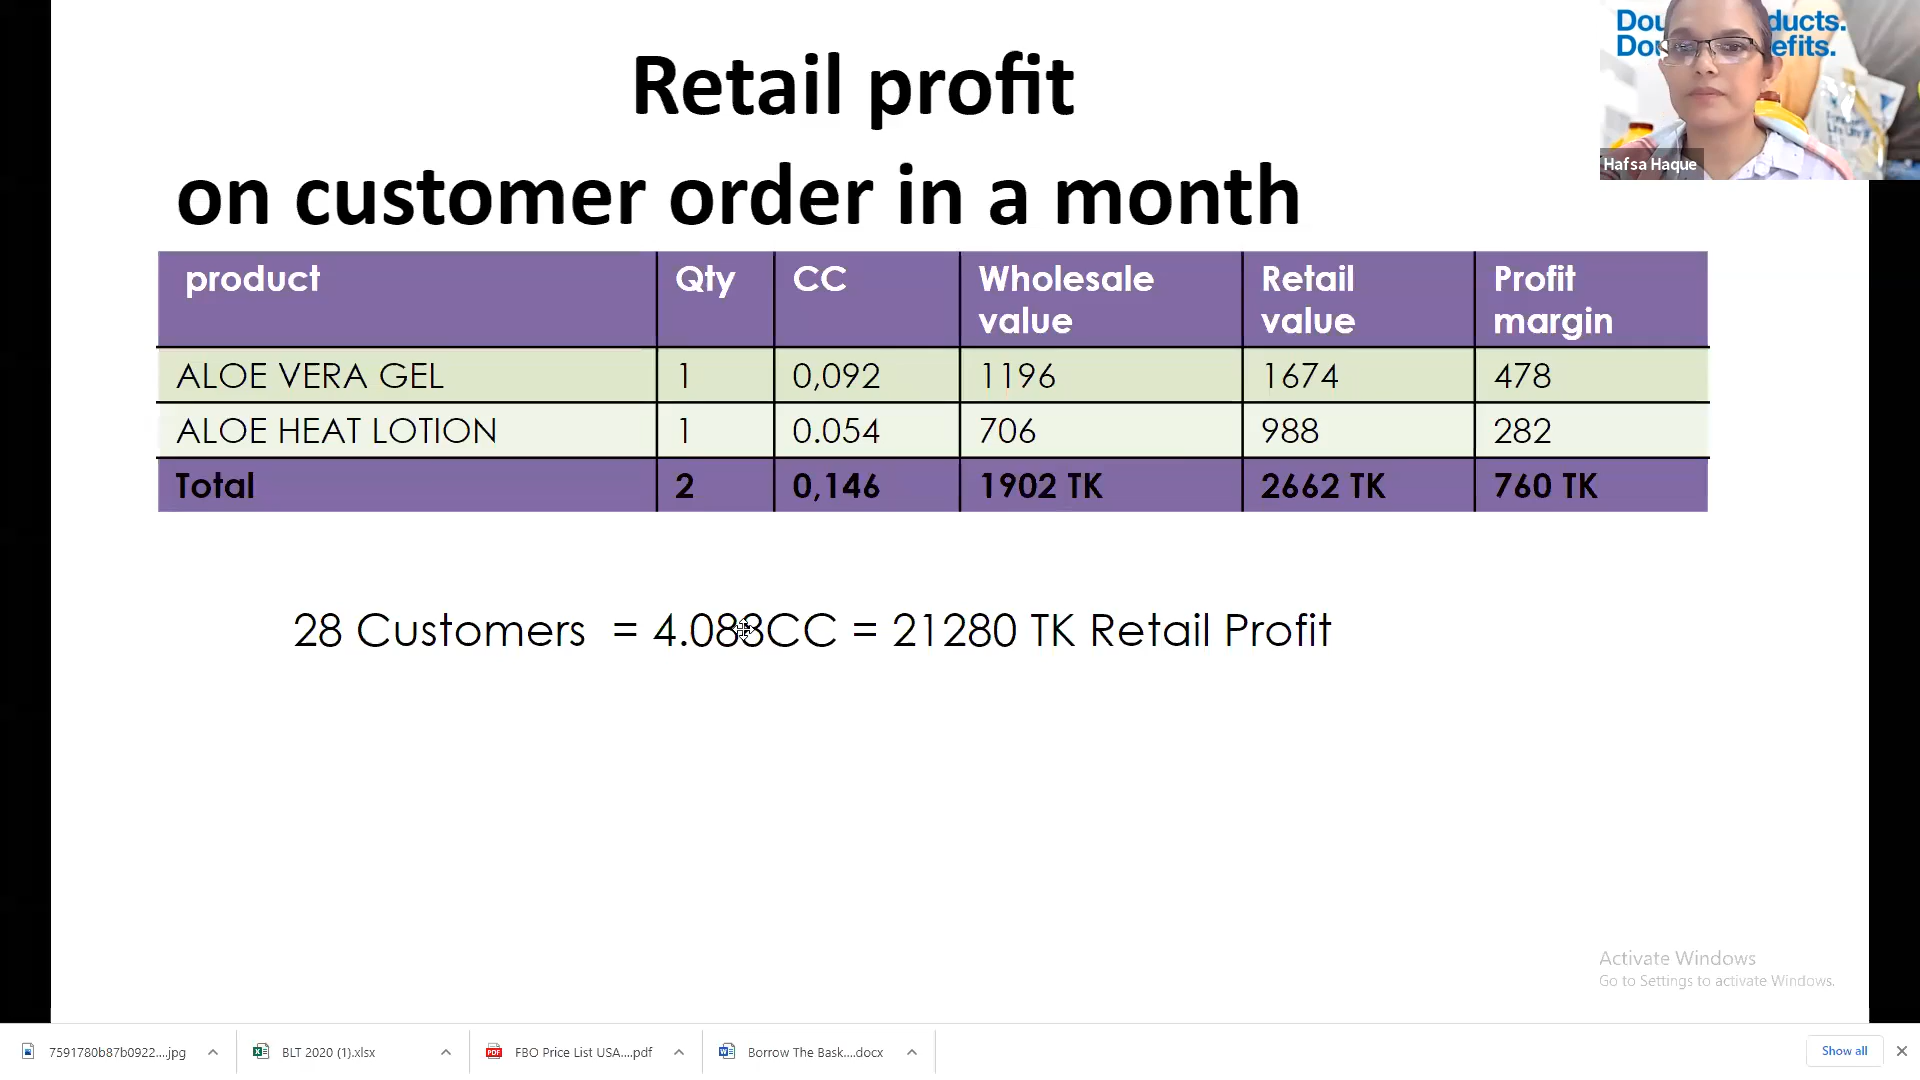 Retail profit
on customer order in a month
product Qty CC Wholesale value Retail value Profit margin
ALOE VERA GEL 1 0,092 1196 1674 478
ALOE HEAT LOTION 1 0.054 706 988 282
Total 2 0,146 1902 TK 2662 TK 760 TK
28 Customers = 4.088CC = 21280 TK Retail Profit
Hafsa Haque
Activate Windows
Go to Settings to activate Windows.
7591780b87b0922....jpg
BLT 2020 (1).xlsx
FBO Price List USA....pdf
Borrow The Bask....docx
Show all